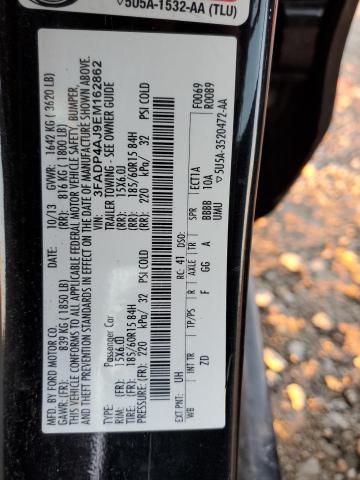 ▽5U5A-1532-AA (TLU)
MFD. BY FORD MOTOR CO.
DATE: 10/13 GVWR: 1642 KG ( 3620 LB)
GAWR: (FR): 839 KG (1850 LB) (RR): 816 KG (1800 LB)
VEHICLE CONFORMS TO ALL APPLICABLE FEDERAL MOTOR VEHICLE SAFETY, BUMPER,
AND THEFT PREVENTION STANDARDS IN EFFECT ON THE DATE OF MANUFACTURE SHOWN ABOVE.
VIN: 3FADP4AJ9EM162862
TYPE: Passenger Car TRAILER TOWING - SEE OWNER GUIDE
RIM: (FR): 15X6.0J (RR): 15X6.0J
TIRES: (FR): 185/60R15 84H (RR): 185/60R15 84H
PRESSURE: (FR): 220 kPa/ 32 PSI COLD (RR): 220 kPa/ 32 PSI COLD
F0069
R0089
EXT PNT: UH RC: 41 DSO:
WB INT TR TP/PS R AXLE TR SPR
ZD F GG A
EC1IA
BBBB 10A
UMU
▽5U5A-3520472-AA